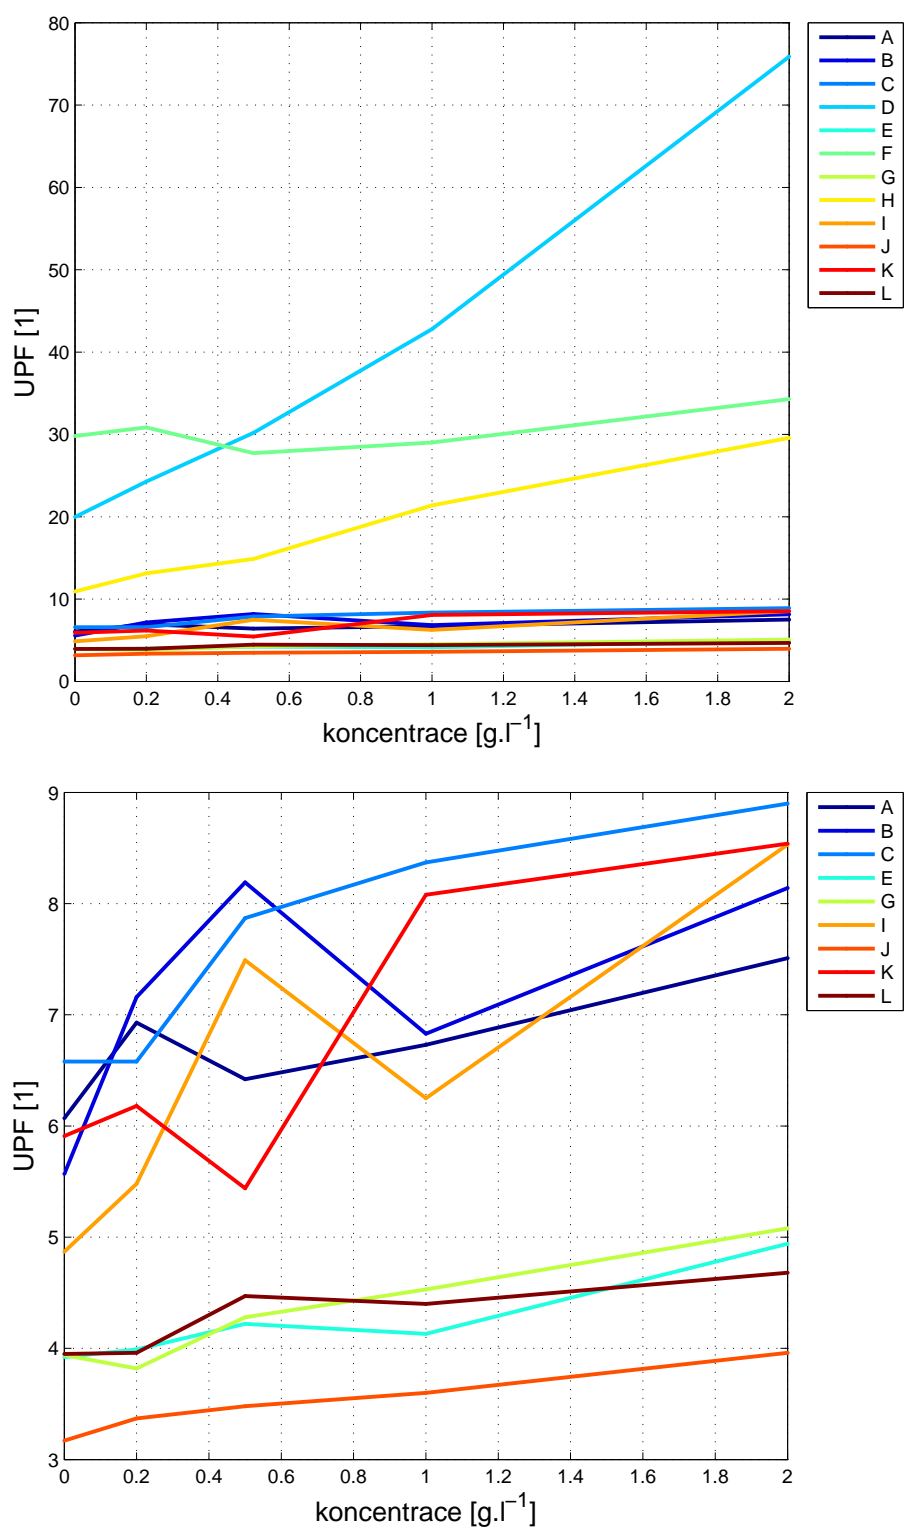 80
70
60
50
40
30
20
10
0
UPF [1]
0 0.2 0.4 0.6 0.8 1 1.2 1.4 1.6 1.8 2
koncentrace [g.l⁻¹]
A
B
C
D
E
F
G
H
I
J
K
L
9
8
7
6
5
4
3
UPF [1]
0 0.2 0.4 0.6 0.8 1 1.2 1.4 1.6 1.8 2
koncentrace [g.l⁻¹]
A
B
C
E
G
I
J
K
L